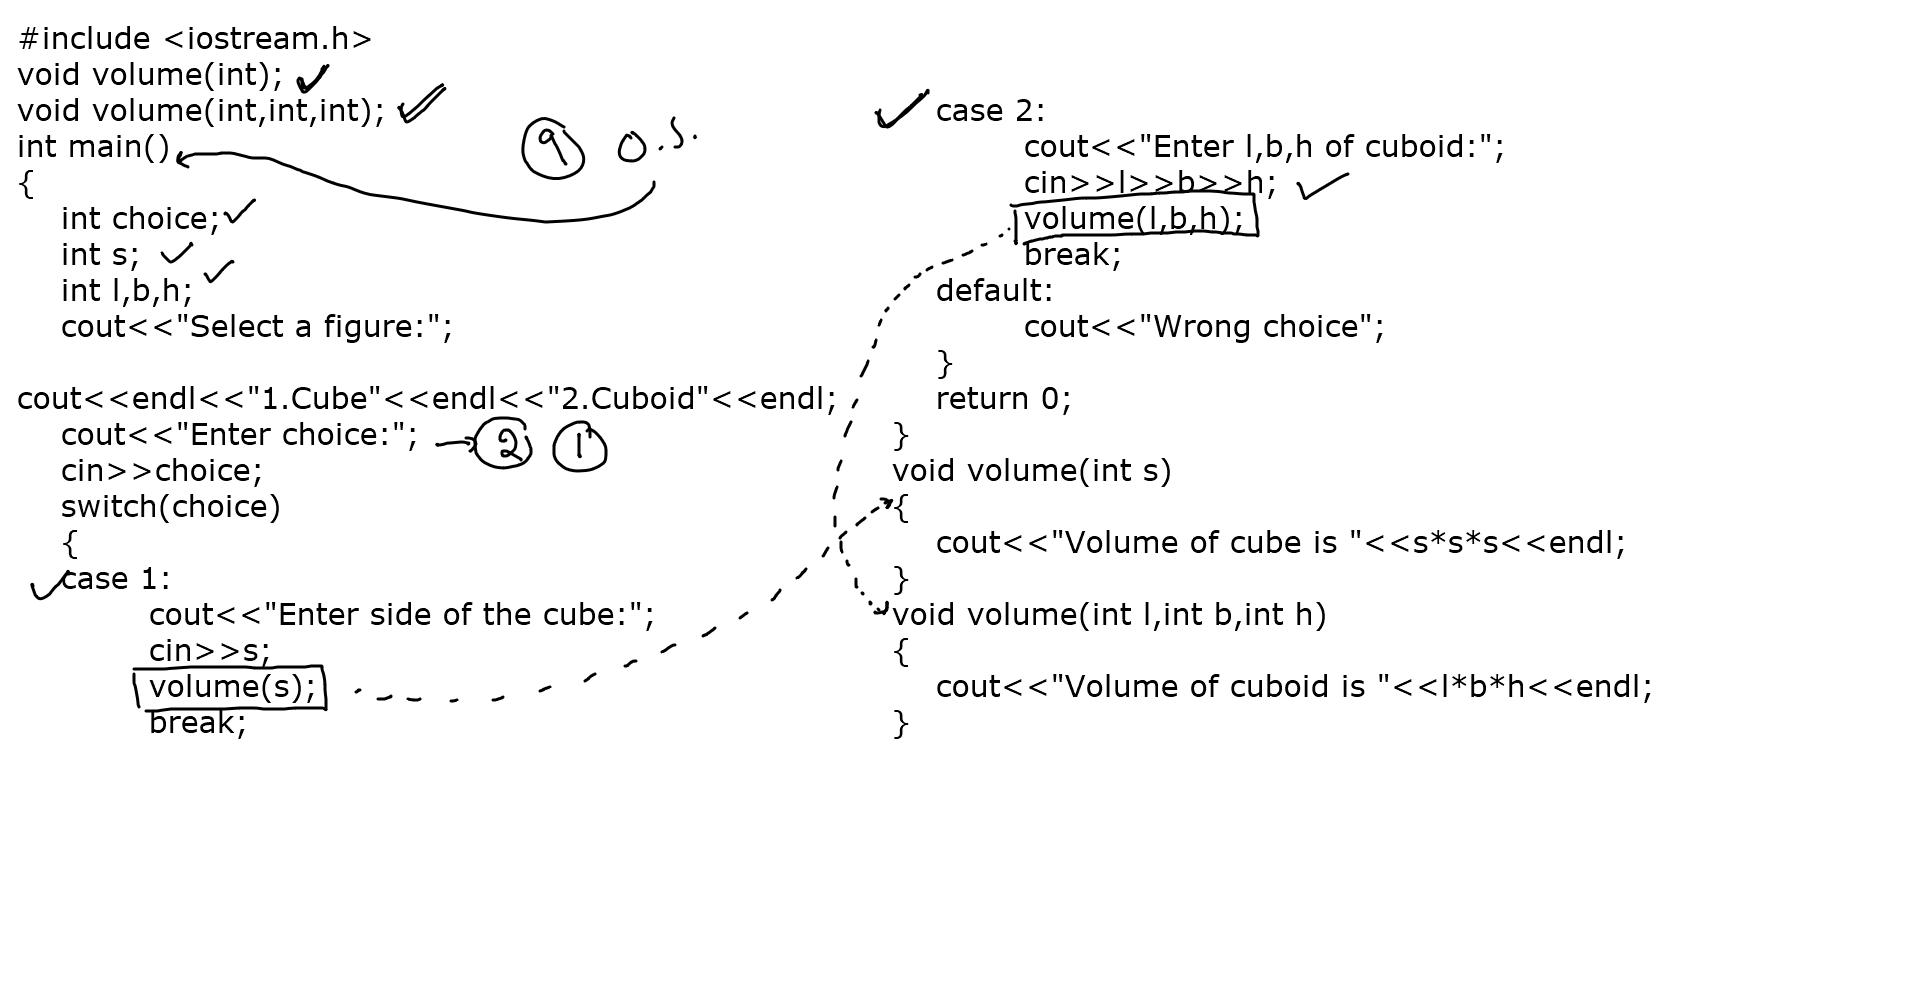 #include <iostream.h>
void volume(int);
void volume(int,int,int);
int main()
9 O.S.
{
int choice;
int s;
int l,b,h;
cout<<"Select a figure:";
cout<<endl<<"1.Cube"<<endl<<"2.Cuboid"<<endl;
cout<<"Enter choice:"; 2 1
cin>>choice;
switch(choice)
{
case 1:
cout<<"Enter side of the cube:";
cin>>s;
volume(s);
break;
case 2:
cout<<"Enter l,b,h of cuboid:";
cin>>l>>b>>h;
volume(l,b,h);
break;
default:
cout<<"Wrong choice";
}
return 0;
}
void volume(int s)
{
cout<<"Volume of cube is "<<s*s*s<<endl;
}
void volume(int l,int b,int h)
{
cout<<"Volume of cuboid is "<<l*b*h<<endl;
}